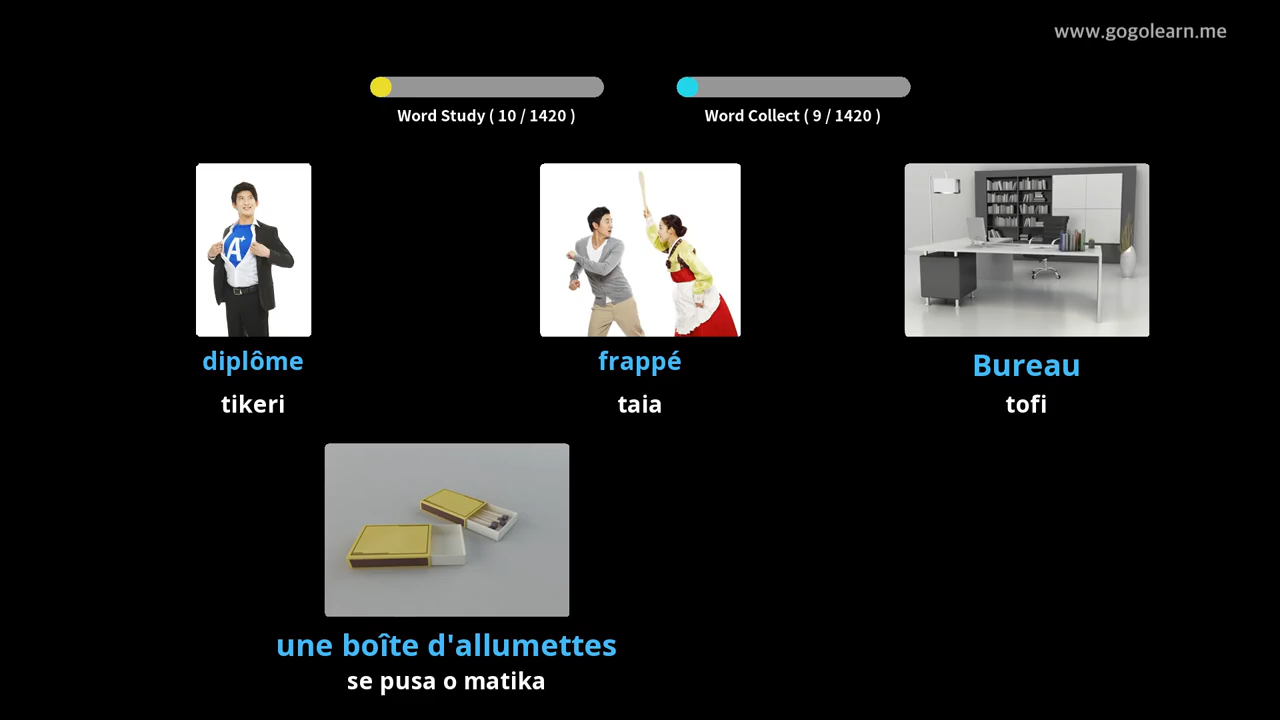 www.gogolearn.me
Word Study ( 10 / 1420 )
Word Collect ( 9 / 1420 )
A+
diplôme
tikeri
frappé
taia
Bureau
tofi
une boîte d'allumettes
se pusa o matika